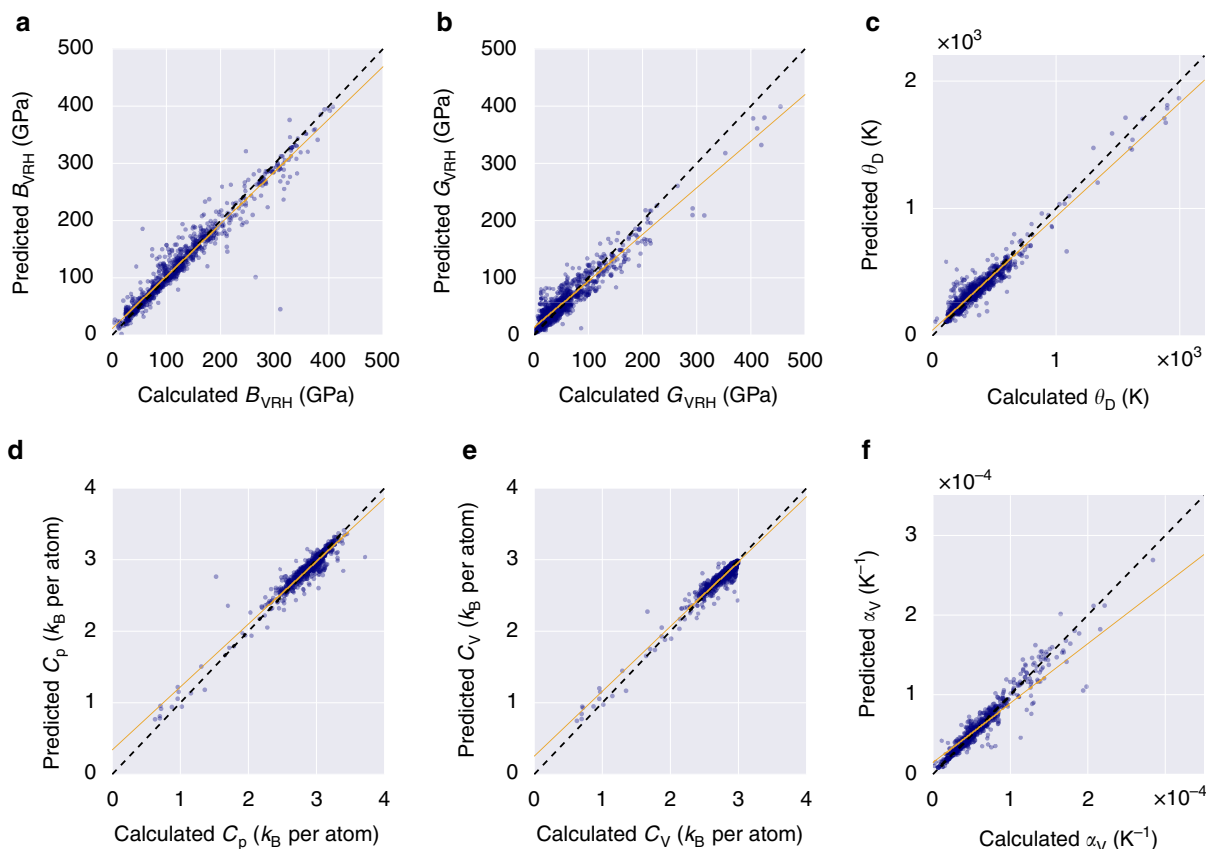 a
500
400
300
200
100
0
Predicted B_VRH (GPa)
0 100 200 300 400 500
Calculated B_VRH (GPa)
b
500
400
300
200
100
0
Predicted G_VRH (GPa)
0 100 200 300 400 500
Calculated G_VRH (GPa)
c
×10³
2
1
0
Predicted θ_D (K)
0 1 ×10³
Calculated θ_D (K)
d
4
3
2
1
0
Predicted C_p (k_B per atom)
0 1 2 3 4
Calculated C_p (k_B per atom)
e
4
3
2
1
0
Predicted C_V (k_B per atom)
0 1 2 3 4
Calculated C_V (k_B per atom)
f
×10⁻⁴
3
2
1
0
Predicted α_V (K⁻¹)
0 1 2 ×10⁻⁴
Calculated α_V (K⁻¹)